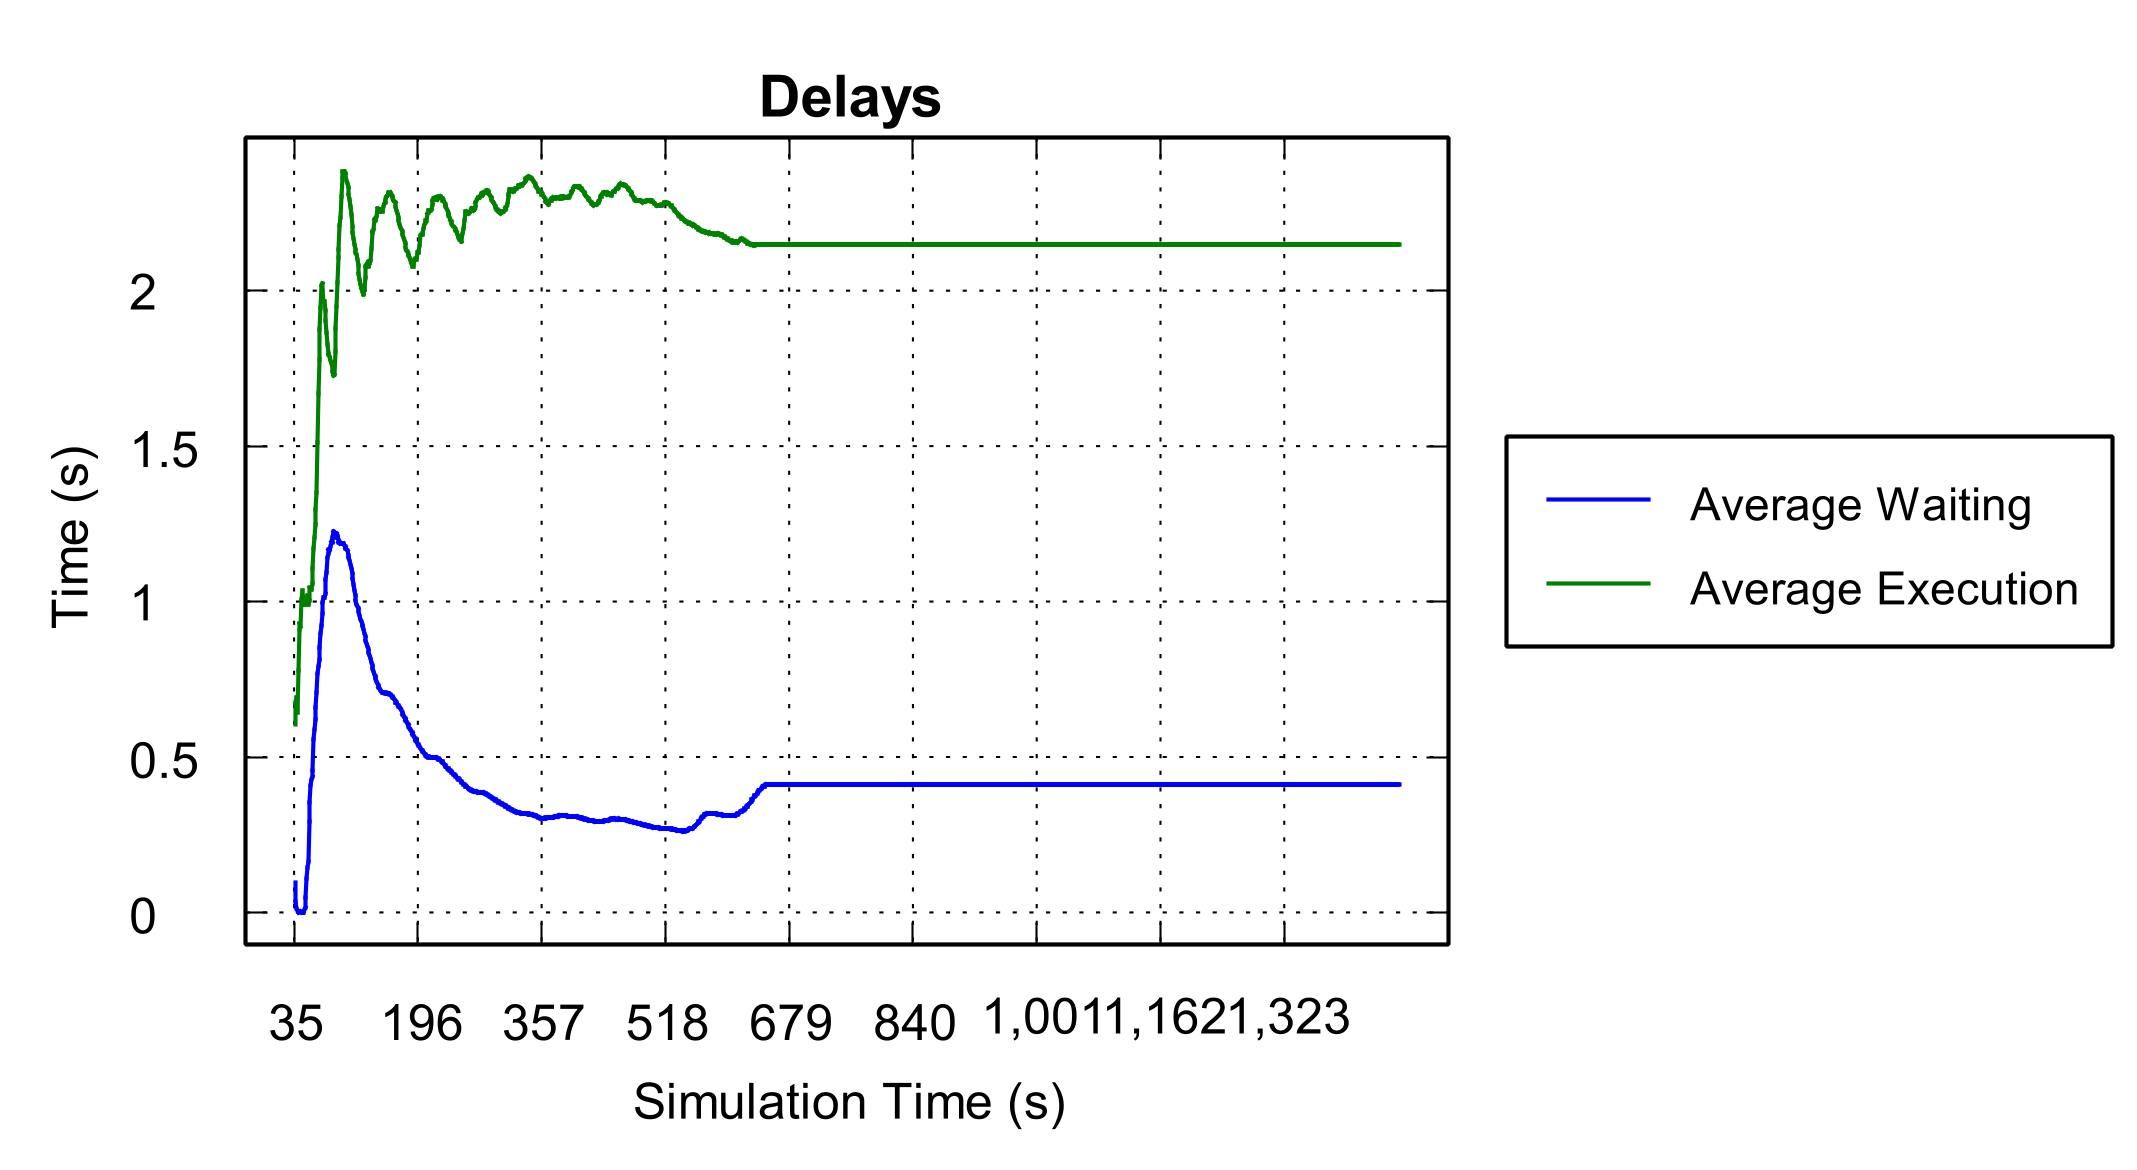 Delays
2
1.5
1
0.5
0
Time (s)
35 196 357 518 679 840 1,001 1,162 1,323
Simulation Time (s)
Average Waiting
Average Execution